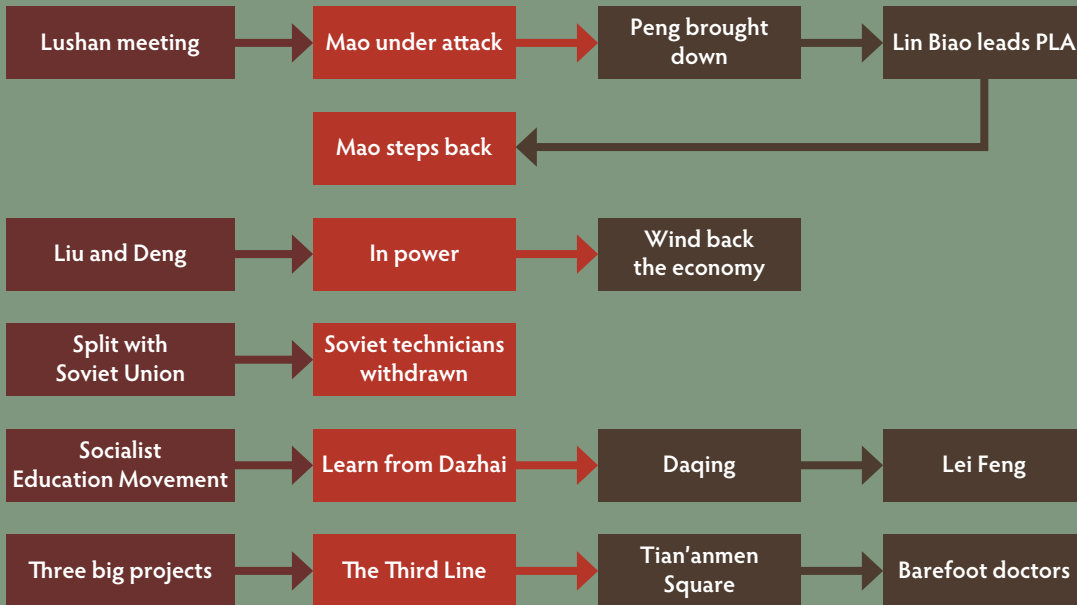 Lushan meeting
Mao under attack
Peng brought
down
Lin Biao leads PLA
Mao steps back
Liu and Deng
In power
Wind back
the economy
Split with
Soviet Union
Soviet technicians
withdrawn
Socialist
Education Movement
Learn from Dazhai
Daqing
Lei Feng
Three big projects
The Third Line
Tian'anmen
Square
Barefoot doctors